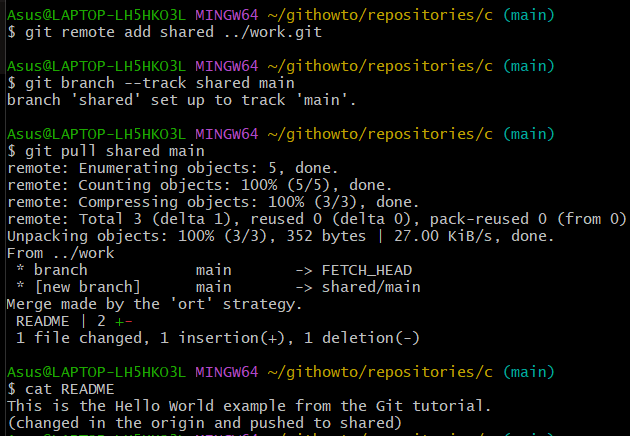 Asus@LAPTOP-LH5HKO3L MINGW64 ~/githowto/repositories/c (main)
$ git remote add shared ../work.git
Asus@LAPTOP-LH5HKO3L MINGW64 ~/githowto/repositories/c (main)
$ git branch --track shared main
branch 'shared' set up to track 'main'.
Asus@LAPTOP-LH5HKO3L MINGW64 ~/githowto/repositories/c (main)
$ git pull shared main
remote: Enumerating objects: 5, done.
remote: Counting objects: 100% (5/5), done.
remote: Compressing objects: 100% (3/3), done.
remote: Total 3 (delta 1), reused 0 (delta 0), pack-reused 0 (from 0)
Unpacking objects: 100% (3/3), 352 bytes | 27.00 KiB/s, done.
From ../work
 * branch            main       -> FETCH_HEAD
 * [new branch]      main       -> shared/main
Merge made by the 'ort' strategy.
 README | 2 +-
 1 file changed, 1 insertion(+), 1 deletion(-)
Asus@LAPTOP-LH5HKO3L MINGW64 ~/githowto/repositories/c (main)
$ cat README
This is the Hello World example from the Git tutorial.
(changed in the origin and pushed to shared)